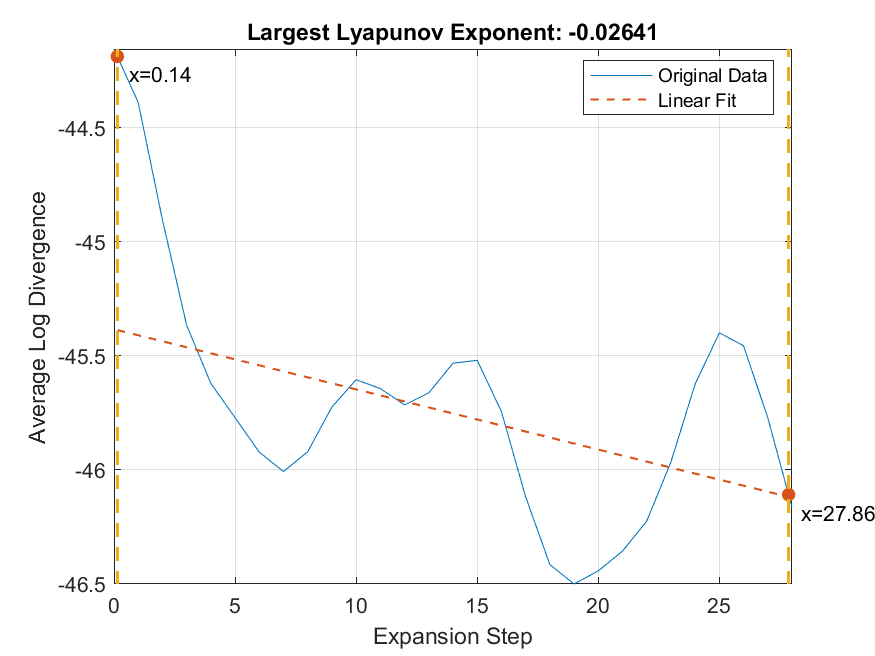 Largest Lyapunov Exponent: -0.02641
Original Data
Linear Fit
x=0.14
x=27.86
Average Log Divergence
-44.5
-45
-45.5
-46
-46.5
0 5 10 15 20 25
Expansion Step